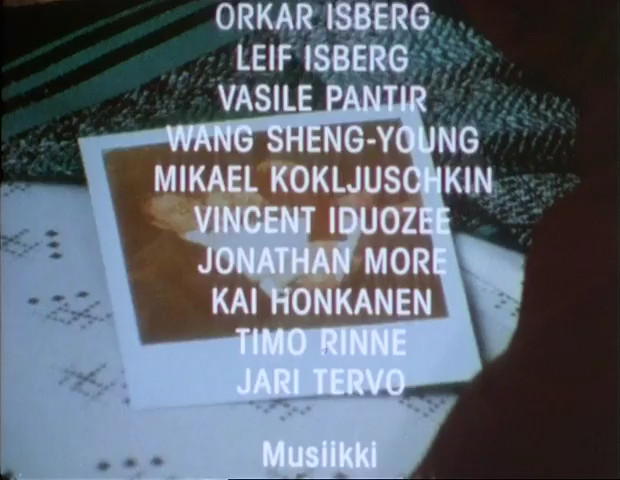 ORKAR ISBERG
LEIF ISBERG
VASILE PANTIR
WANG SHENG-YOUNG
MIKAEL KOKLJUSCHKIN
VINCENT IDUOZEE
JONATHAN MORE
KAI HONKANEN
TIMO RINNE
JARI TERVO
Musiikki